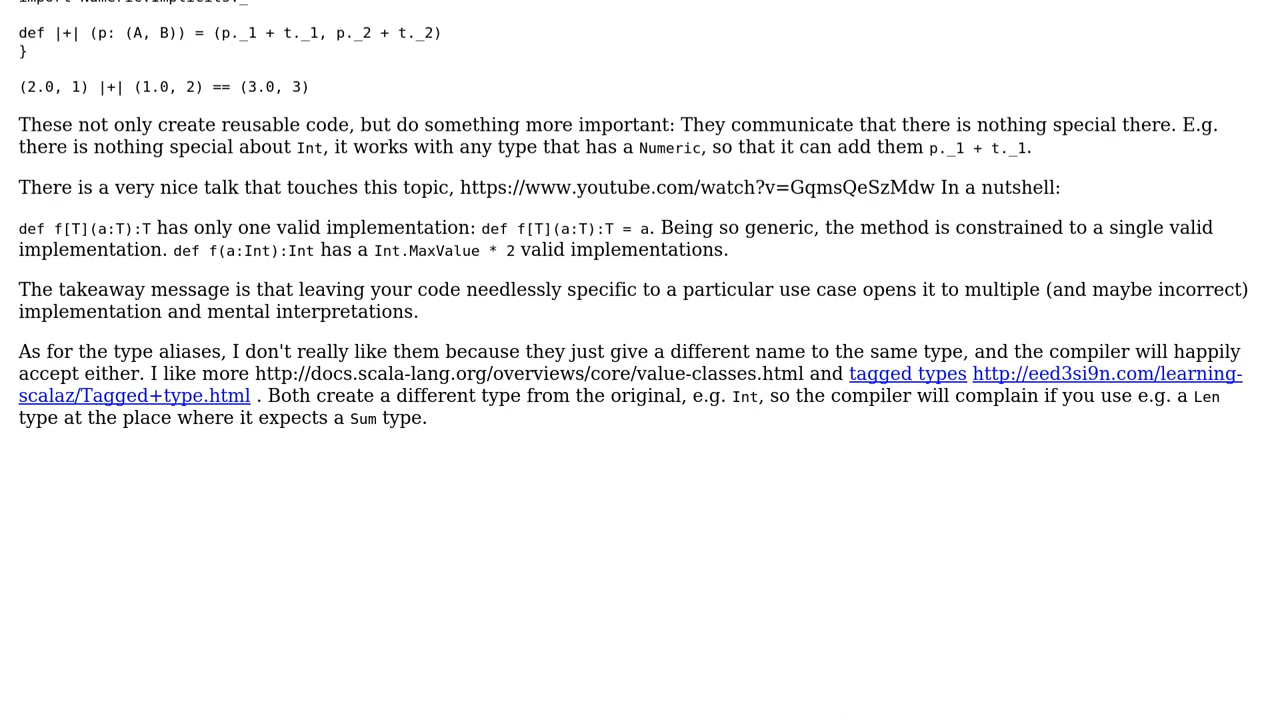 import Numeric.Implicits._
def |+| (p: (A, B)) = (p._1 + t._1, p._2 + t._2)
}
(2.0, 1) |+| (1.0, 2) == (3.0, 3)
These not only create reusable code, but do something more important: They communicate that there is nothing special there. E.g.
there is nothing special about Int, it works with any type that has a Numeric, so that it can add them p._1 + t._1.
There is a very nice talk that touches this topic, https://www.youtube.com/watch?v=GqmsQeSzMdw In a nutshell:
def f[T](a:T):T has only one valid implementation: def f[T](a:T):T = a. Being so generic, the method is constrained to a single valid
implementation. def f(a:Int):Int has a Int.MaxValue * 2 valid implementations.
The takeaway message is that leaving your code needlessly specific to a particular use case opens it to multiple (and maybe incorrect)
implementation and mental interpretations.
As for the type aliases, I don't really like them because they just give a different name to the same type, and the compiler will happily
accept either. I like more http://docs.scala-lang.org/overviews/core/value-classes.html and tagged types http://eed3si9n.com/learning-
scalaz/Tagged+type.html . Both create a different type from the original, e.g. Int, so the compiler will complain if you use e.g. a Len
type at the place where it expects a Sum type.